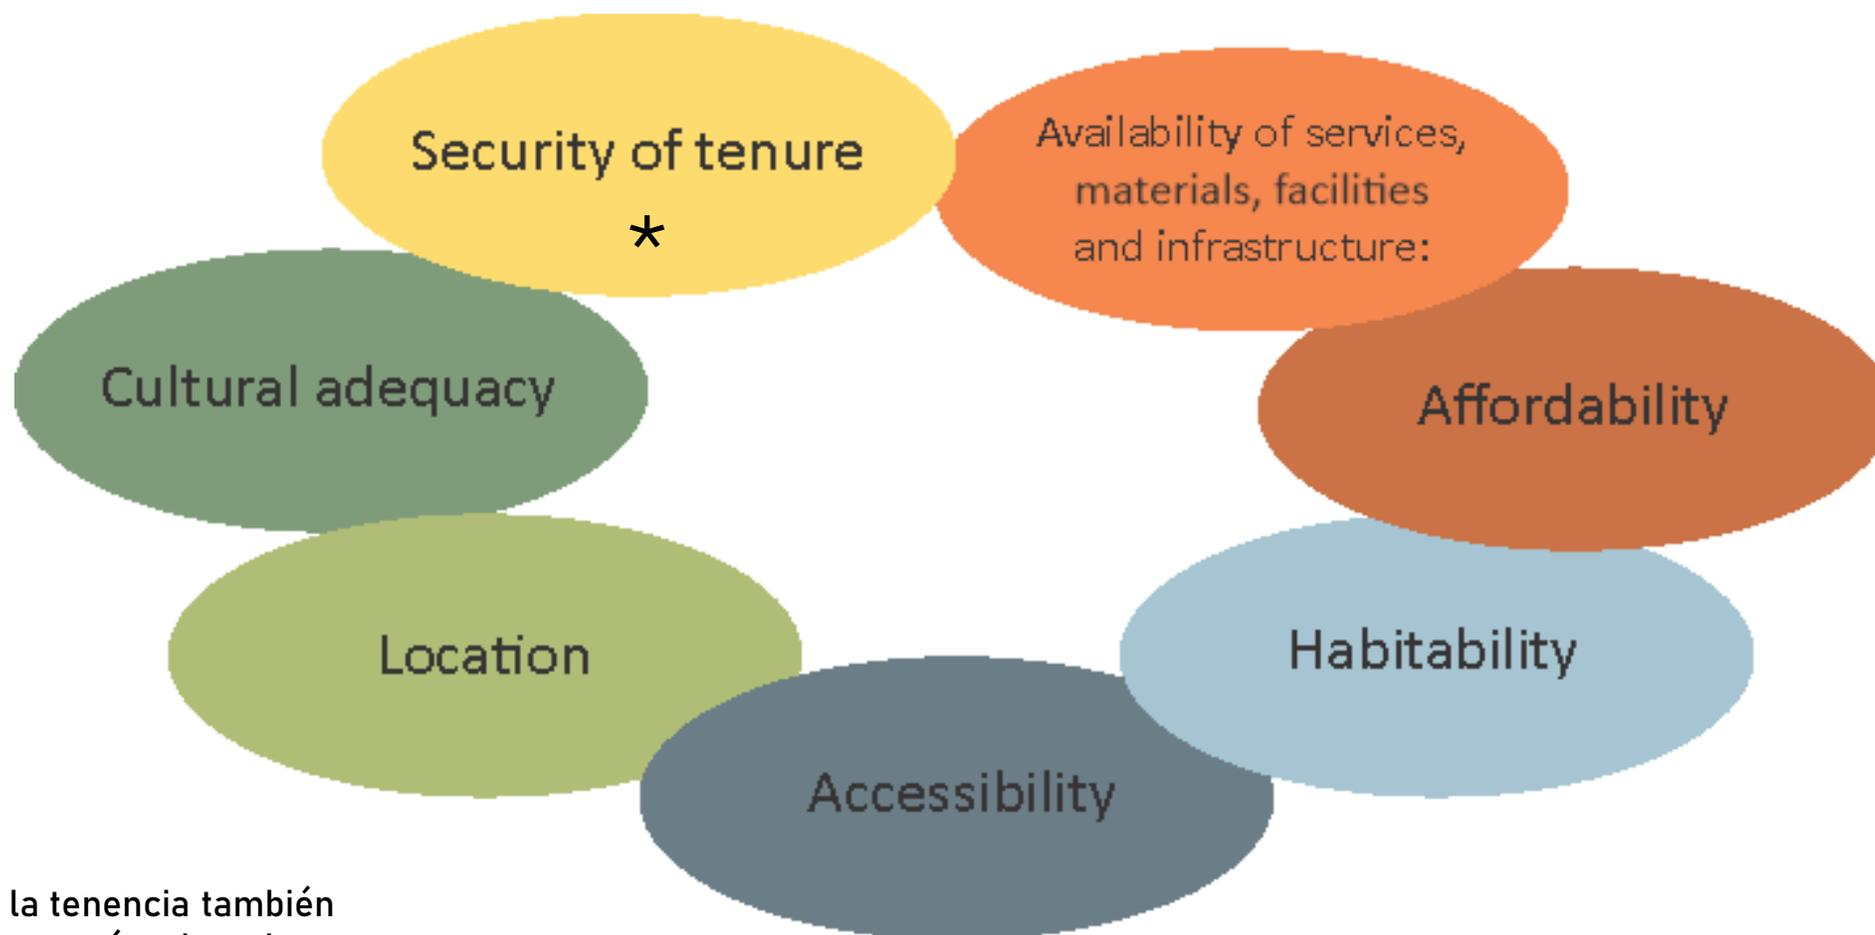 Security of tenure
*
Availability of services,
materials, facilities
and infrastructure:
Cultural adequacy
Affordability
Location
Habitability
Accessibility
la tenencia también